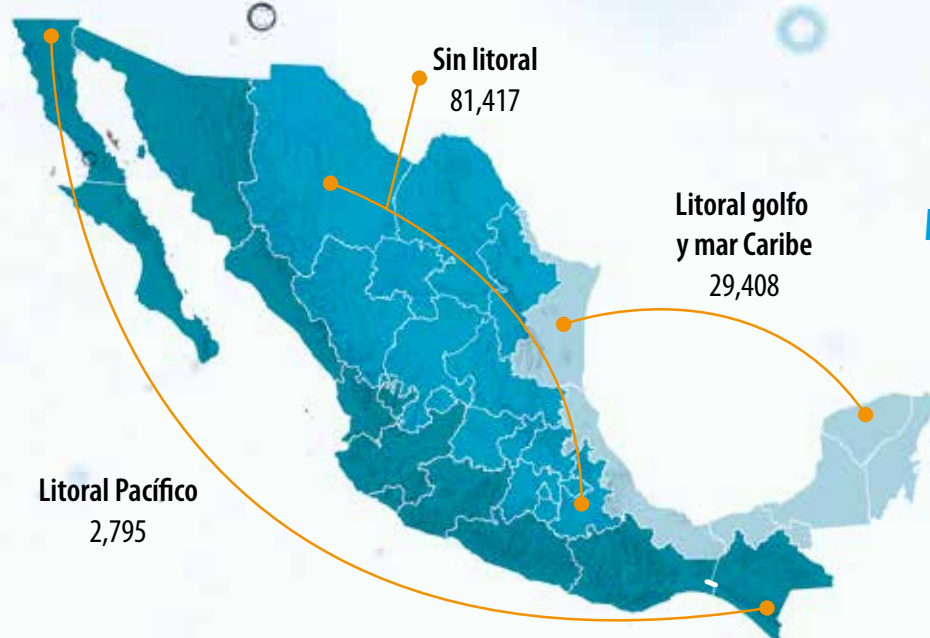 Sin litoral
81,417
Litoral golfo
y mar Caribe
29,408
Litoral Pacífico
2,795